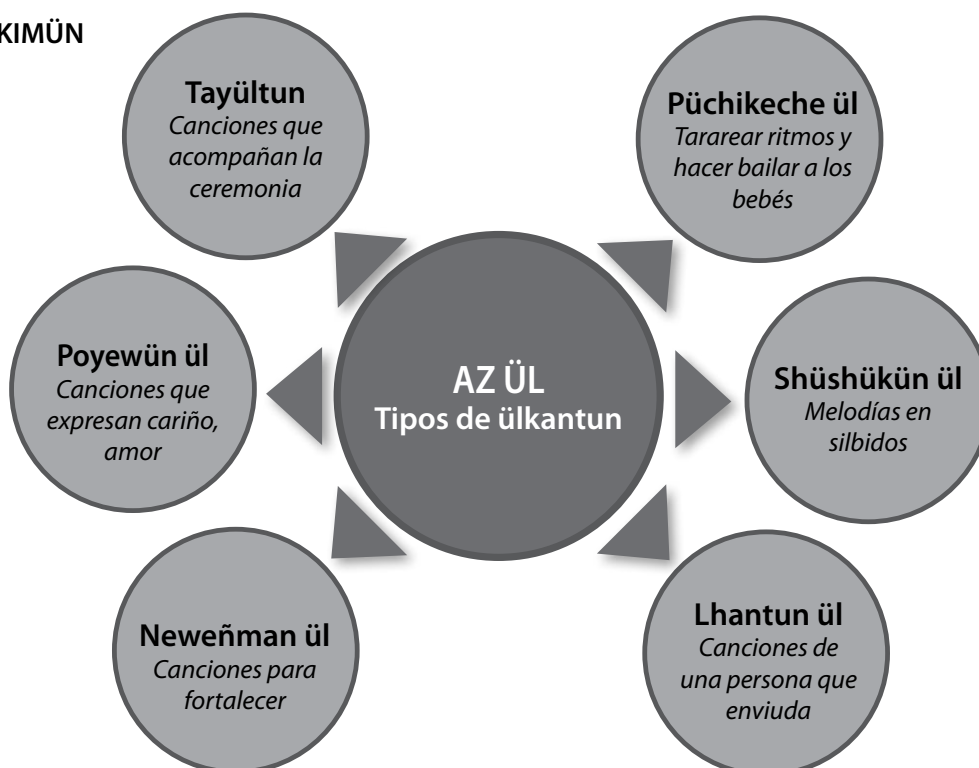 KIMÜN
Tayültun
Canciones que
acompañan la
ceremonia
Püchikeche ül
Tararear ritmos y
hacer bailar a los
bebés
Poyewün ül
Canciones que
expresan cariño,
amor
AZ ÜL
Tipos de ülkantun
Shüshükün ül
Melodías en
silbidos
Neweñman ül
Canciones para
fortalecer
Lhantun ül
Canciones de
una persona que
enviuda